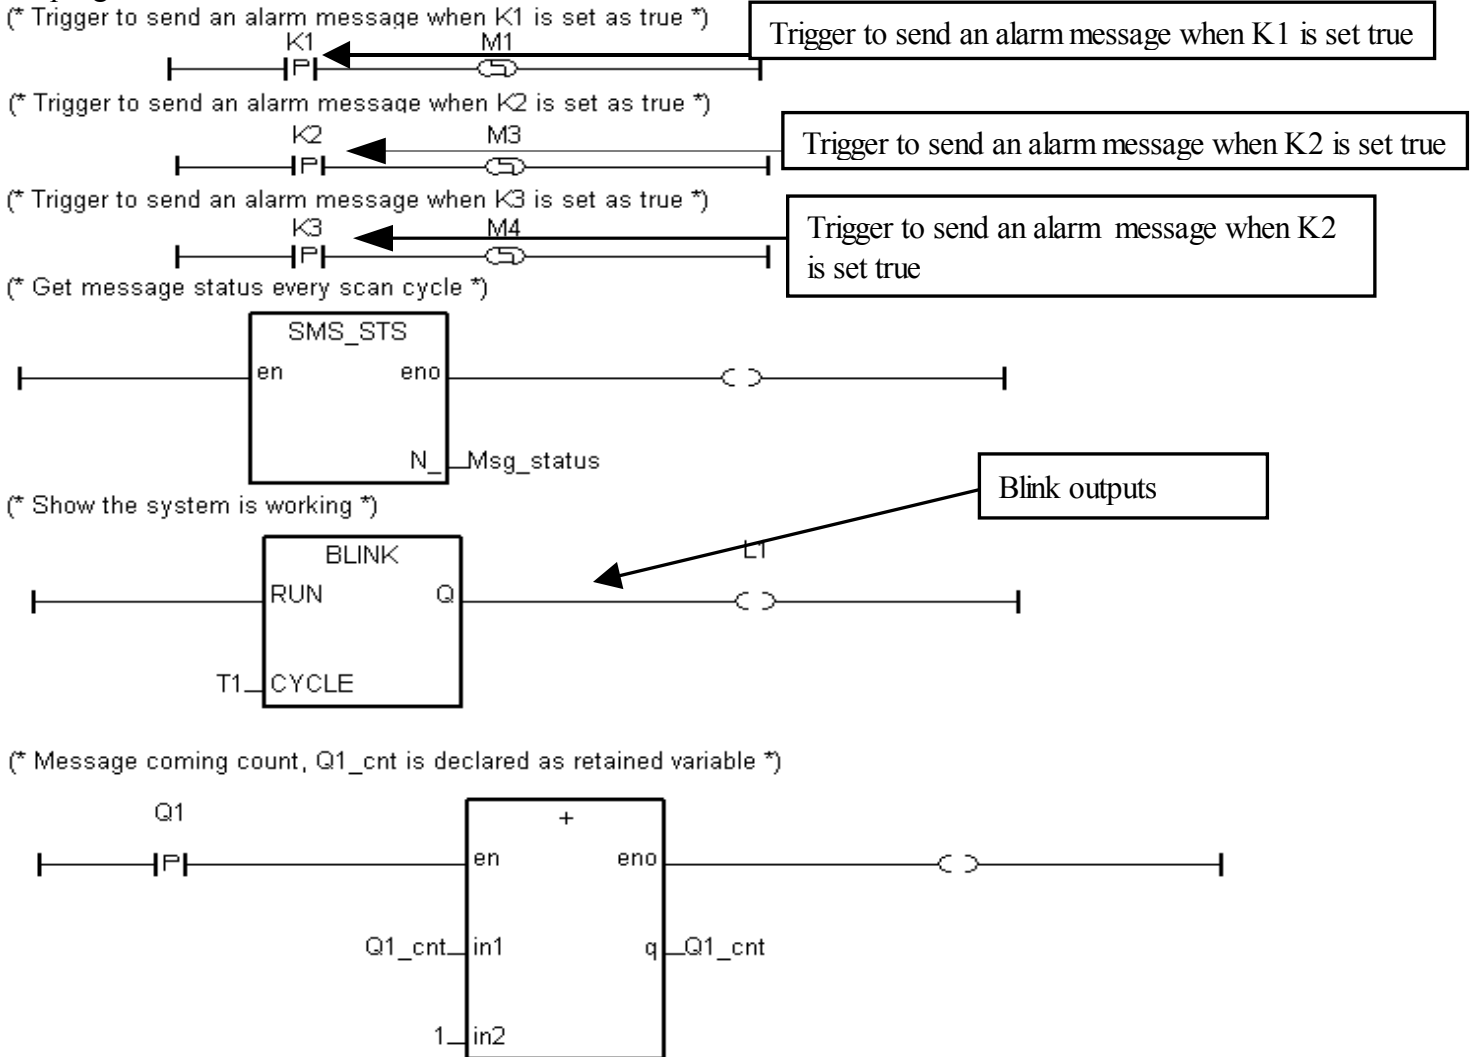 (* Trigger to send an alarm message when K1 is set as true *)
Trigger to send an alarm message when K1 is set true
K1 M1
P S
(* Trigger to send an alarm message when K2 is set as true *)
K2 M3
Trigger to send an alarm message when K2 is set true
P S
(* Trigger to send an alarm message when K3 is set as true *)
K3 M4
Trigger to send an alarm message when K2
is set true
P S
(* Get message status every scan cycle *)
SMS_STS
en eno
N_ Msg_status
(* Show the system is working *)
Blink outputs
BLINK
L1
RUN Q
T1 CYCLE
(* Message coming count, Q1_cnt is declared as retained variable *)
Q1
+
P en eno
Q1_cnt in1 q Q1_cnt
1 in2